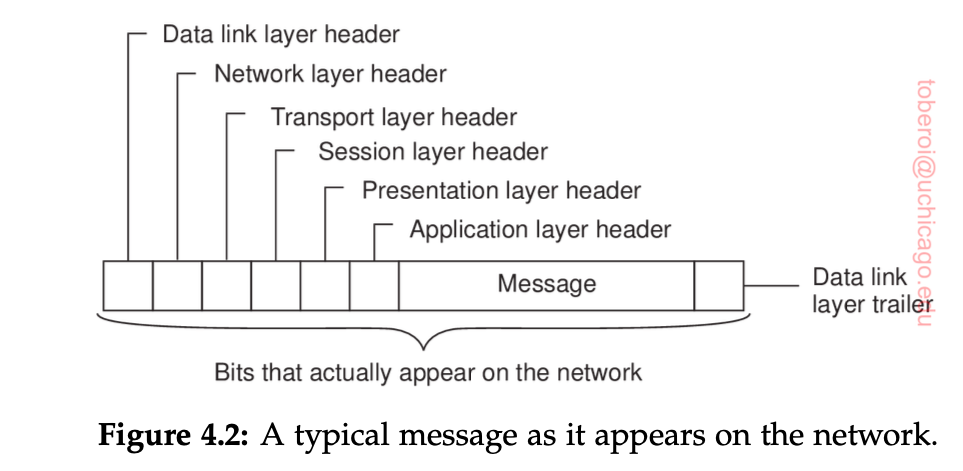 Data link layer header
Network layer header
Transport layer header
Session layer header
Presentation layer header
Application layer header
Message
Data link
layer trailer
Bits that actually appear on the network
Figure 4.2: A typical message as it appears on the network.
toberoi@uchicago.edu